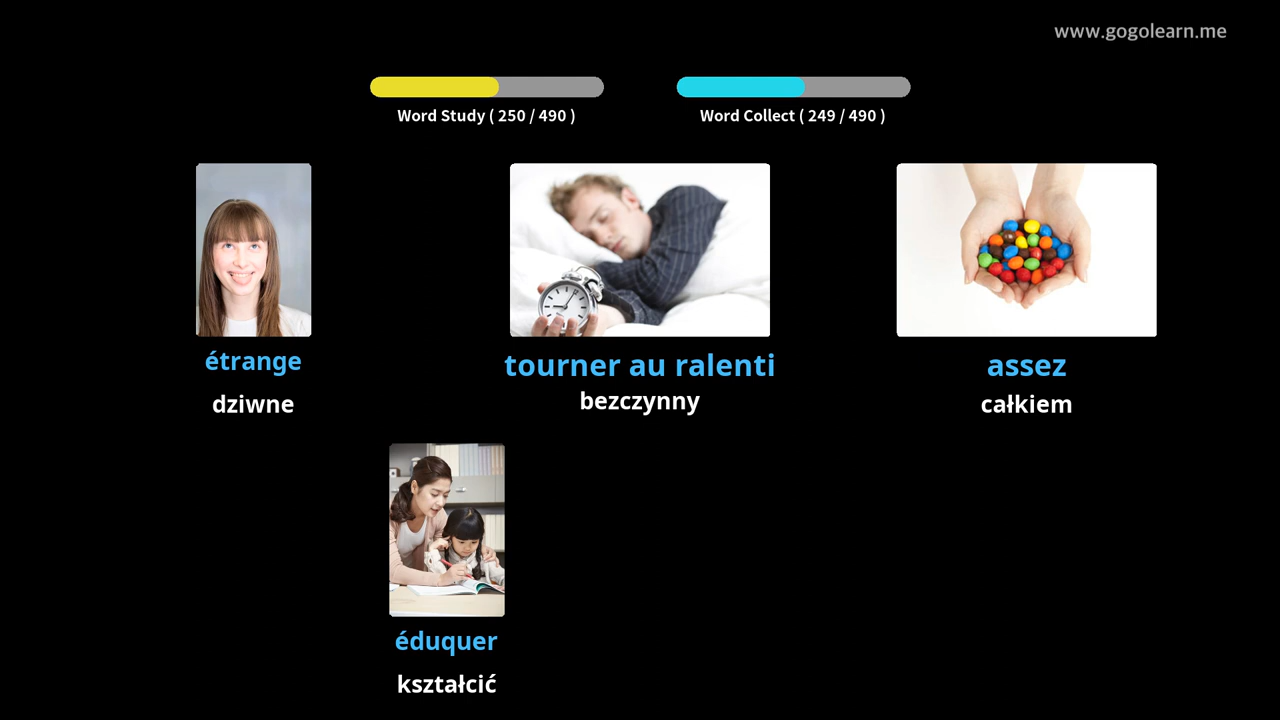 www.gogolearn.me
Word Study ( 250 / 490 )
Word Collect ( 249 / 490 )
étrange
dziwne
tourner au ralenti
bezczynny
assez
całkiem
éduquer
kształcić